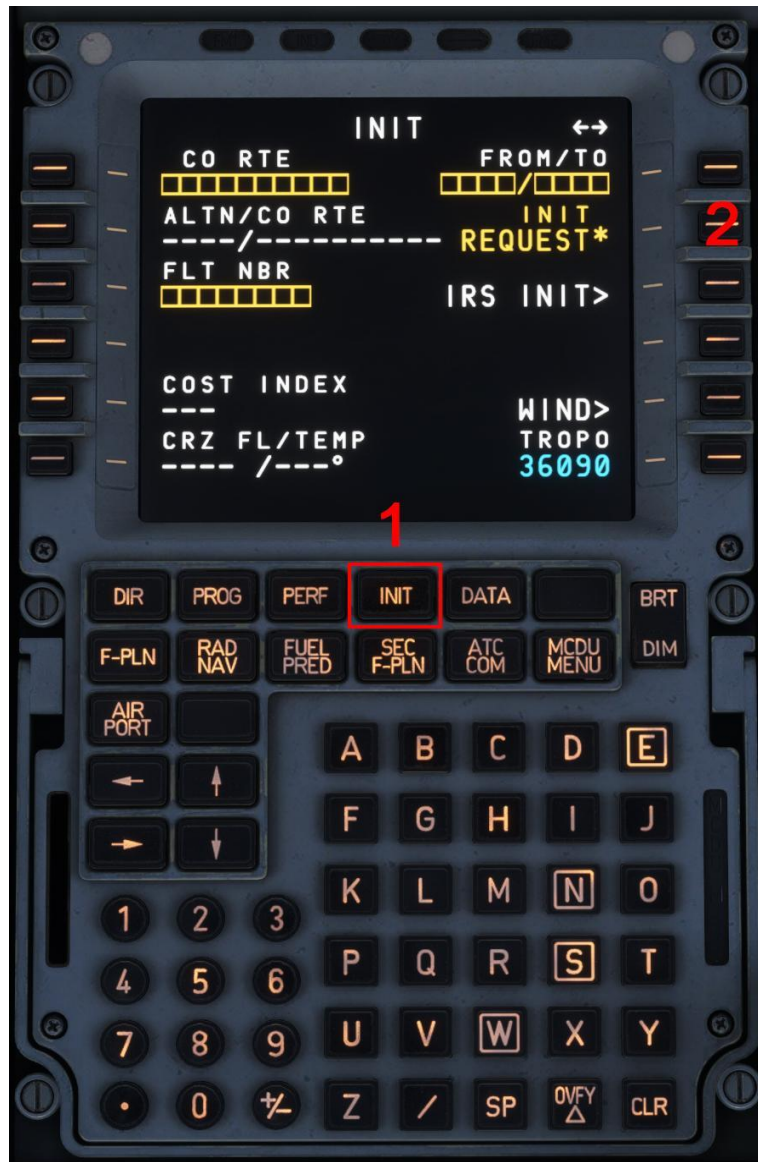 INIT ←→
CO RTE FROM/TO
□□□□□□□□□□ □□□□/□□□□
ALTN/CO RTE INIT
----/---------- REQUEST*
2
FLT NBR
□□□□□□□□ IRS INIT>
COST INDEX
--- WIND>
CRZ FL/TEMP TROPO
---- /---° 36090
1
DIR PROG PERF INIT DATA BRT
F-PLN RAD NAV FUEL PRED SEC F-PLN ATC COM MCDU MENU DIM
AIR PORT
A B C D E
← ↑
F G H I J
→ ↓
K L M N O
1 2 3
P Q R S T
4 5 6
U V W X Y
7 8 9
Z / SP OVFY △ CLR
. 0 +/-